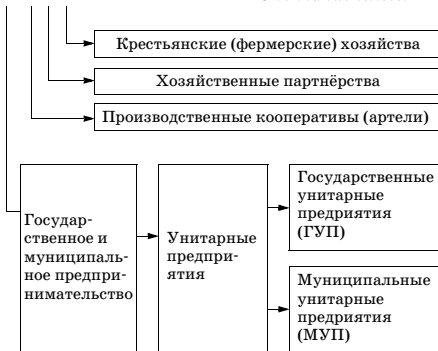 Крестьянские (фермерские) хозяйства
Хозяйственные партнёрства
Производственные кооперативы (артели)
Государ-
ственное и
муниципаль-
ное предпри-
нимательство
Унитарные
предпри-
ятия
Государственные
унитарные
предриятия
(ГУП)
Муниципальные
унитарные
предприятия
(МУП)